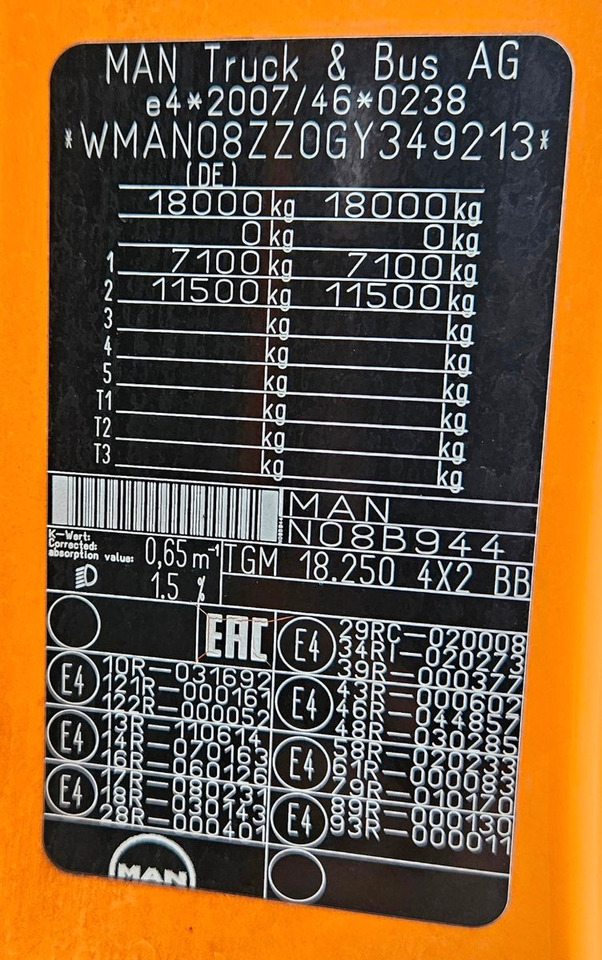 MAN Truck & Bus AG
e4*2007/46*0238
*WMAN08ZZ0GY349213*
(DE)
18000 kg 18000 kg
0 kg 0 kg
1 7100 kg 7100 kg
2 11500 kg 11500 kg
3 kg kg
4 kg kg
5 kg kg
T1 kg kg
T2 kg kg
T3 kg kg
MAN
N08B944
K-Wert:
Corrected
absorption value: 0,65 m⁻¹
TGM 18.250 4X2 BB
1.5 %
EAC
E4
10R-031692
121R-000161
122R-000052
E4
13R-110614
14R-070163
16R-060126
E4
17R-080231
18R-030143
28R-000401
E4
29RC-020008
34RI-020273
39R-000377
E4
43R-000602
46R-044857
48R-030285
E4
58R-020233
61R-000083
79R-010170
E4
89R-000130
93R-000011
MAN